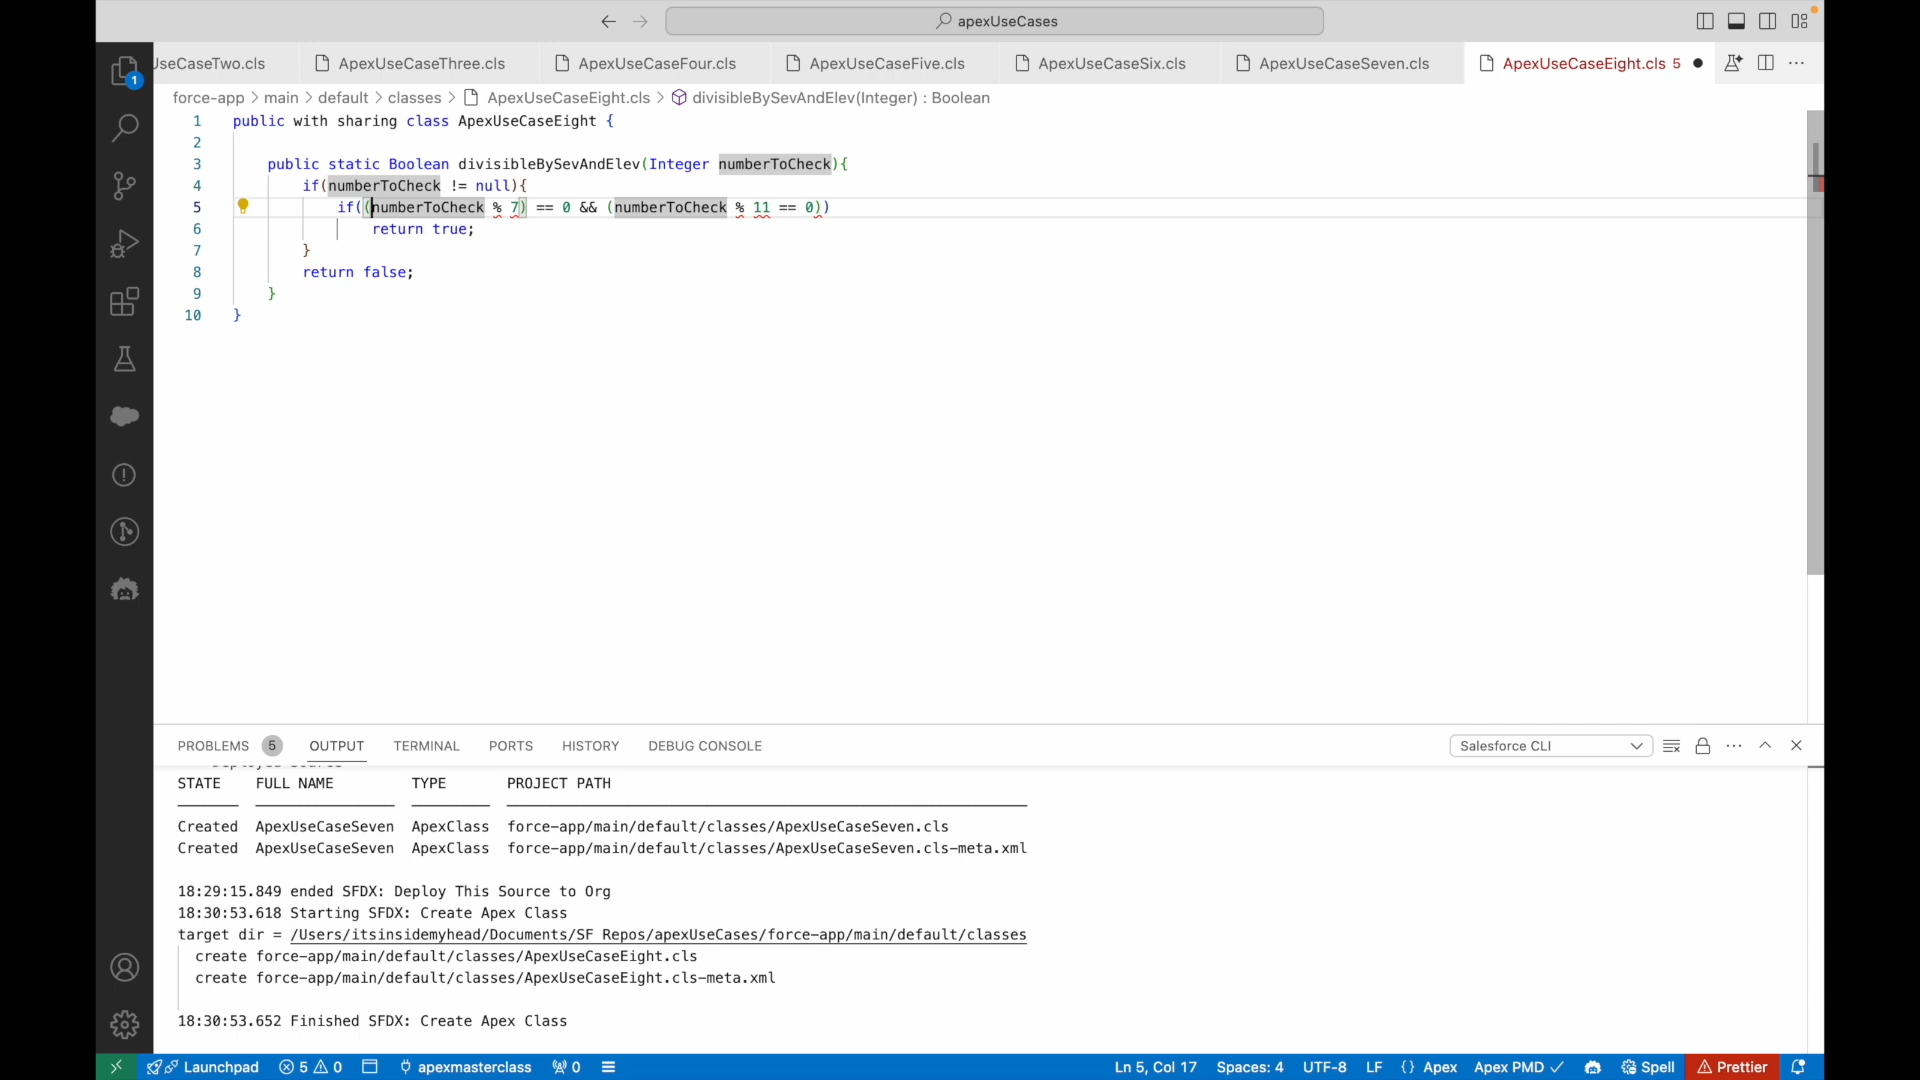 apexUseCases
UseCaseTwo.cls ApexUseCaseThree.cls ApexUseCaseFour.cls ApexUseCaseFive.cls ApexUseCaseSix.cls ApexUseCaseSeven.cls ApexUseCaseEight.cls 5
1
force-app > main > default > classes > ApexUseCaseEight.cls > divisibleBySevAndElev(Integer) : Boolean
1 public with sharing class ApexUseCaseEight {
2
3 public static Boolean divisibleBySevAndElev(Integer numberToCheck){
4 if(numberToCheck != null){
5 if((numberToCheck % 7) == 0 && (numberToCheck % 11 == 0))
6 return true;
7 }
8 return false;
9 }
10 }
PROBLEMS 5 OUTPUT TERMINAL PORTS HISTORY DEBUG CONSOLE Salesforce CLI
Deployed Source
STATE FULL NAME TYPE PROJECT PATH
Created ApexUseCaseSeven ApexClass force-app/main/default/classes/ApexUseCaseSeven.cls
Created ApexUseCaseSeven ApexClass force-app/main/default/classes/ApexUseCaseSeven.cls-meta.xml
18:29:15.849 ended SFDX: Deploy This Source to Org
18:30:53.618 Starting SFDX: Create Apex Class
target dir = /Users/itsinsidemyhead/Documents/SF Repos/apexUseCases/force-app/main/default/classes
create force-app/main/default/classes/ApexUseCaseEight.cls
create force-app/main/default/classes/ApexUseCaseEight.cls-meta.xml
18:30:53.652 Finished SFDX: Create Apex Class
Launchpad 5 0 apexmasterclass 0 Ln 5, Col 17 Spaces: 4 UTF-8 LF {} Apex Apex PMD Spell Prettier